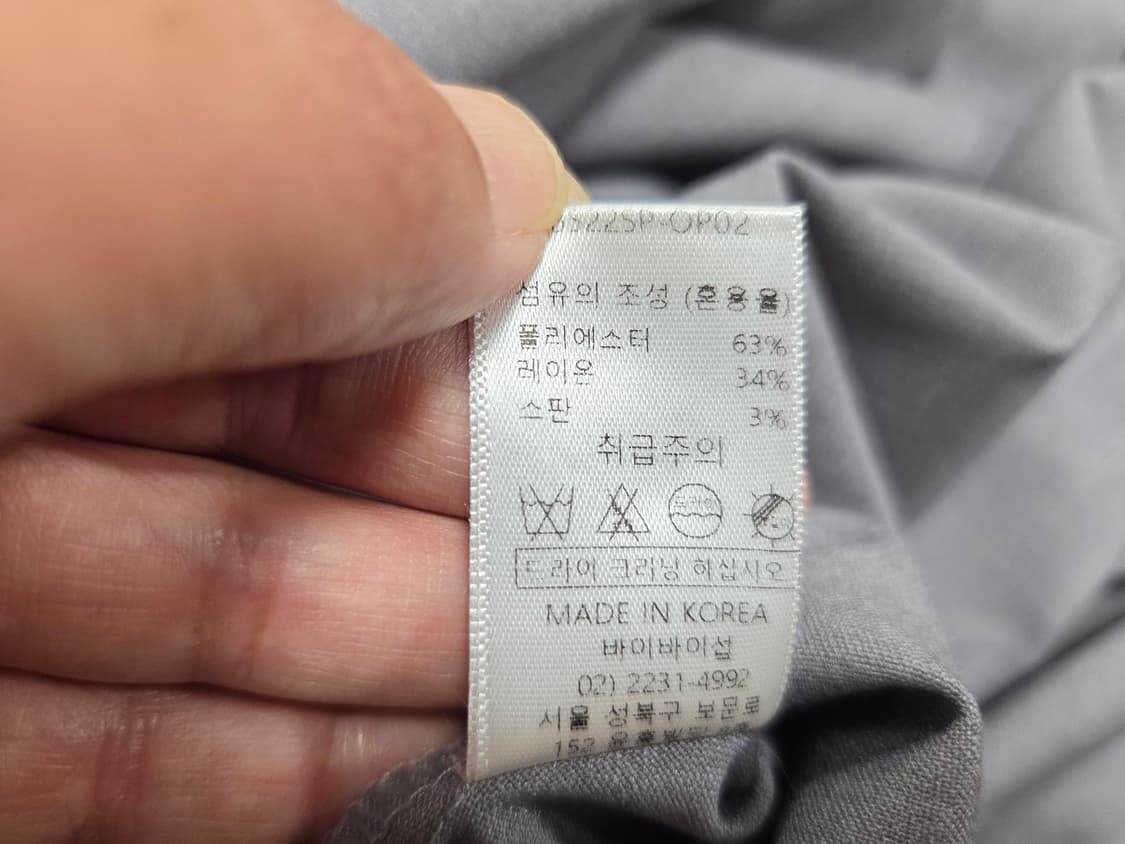 섬유의 조성 (혼용율)
폴리에스터 63%
레이온 34%
스판 3%
취급주의
드라이 크리닝 하십시오
MADE IN KOREA
바이바이섭
02) 2231-4992
서울 성북구 보문로
152